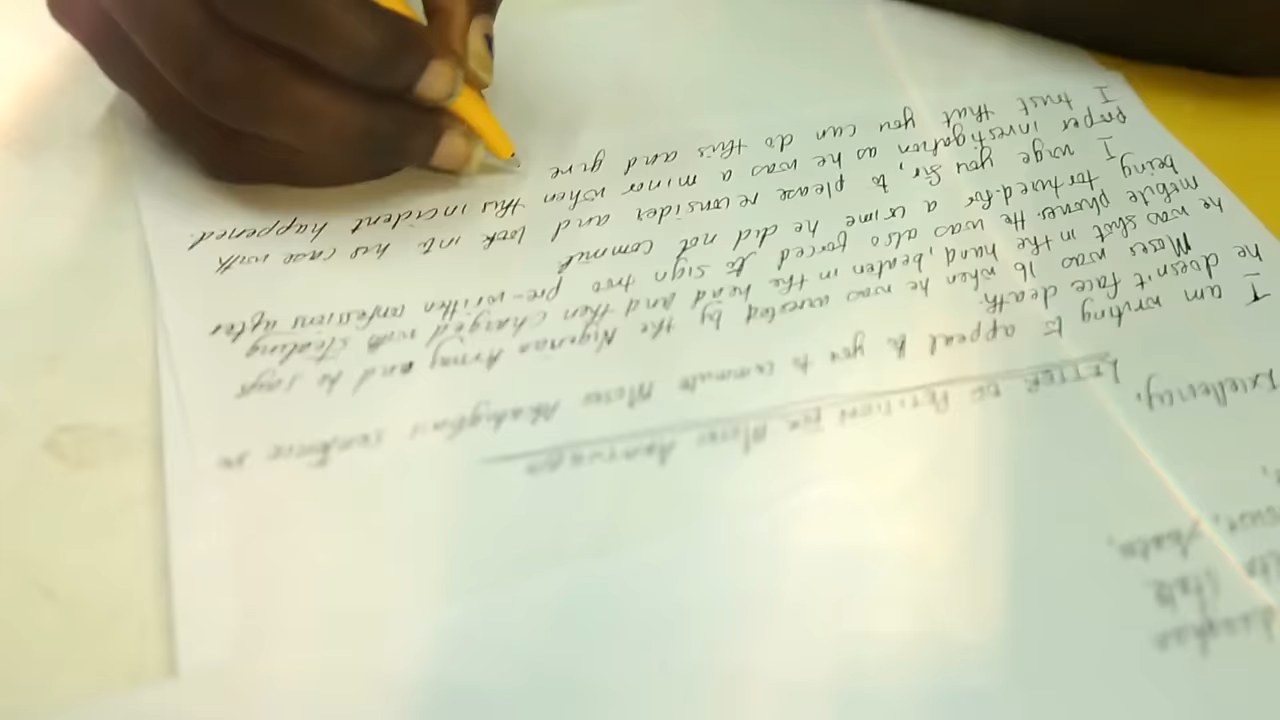 Excellency,
LETTER OF PETITION FOR Moses
I am writing to appeal to you to commute Moses Akatugba's sentence so
he doesn't face death.
Moses was 16 when he was arrested by the Nigerian Army and he says
he was shot in the hand, beaten in the head and then charged with stealing
mobile phones. He was also forced to sign two pre-written confessions after
being tortured for a crime he did not commit
I urge you Sir, to please reconsider and look into his case with
proper investigation as he was a minor when this incident happened.
I trust that you can do this and give